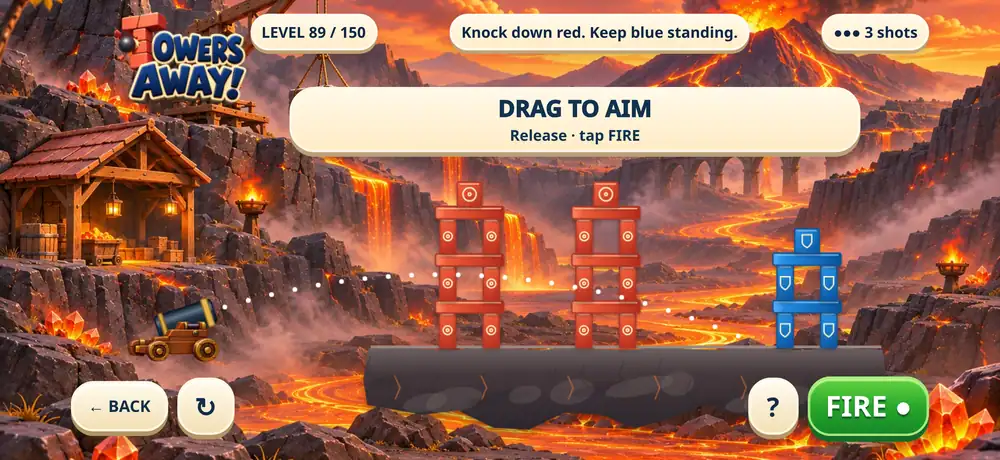 TOWERS
AWAY!
LEVEL 89 / 150
Knock down red. Keep blue standing.
••• 3 shots
DRAG TO AIM
Release · tap FIRE
← BACK
↻
?
FIRE ●